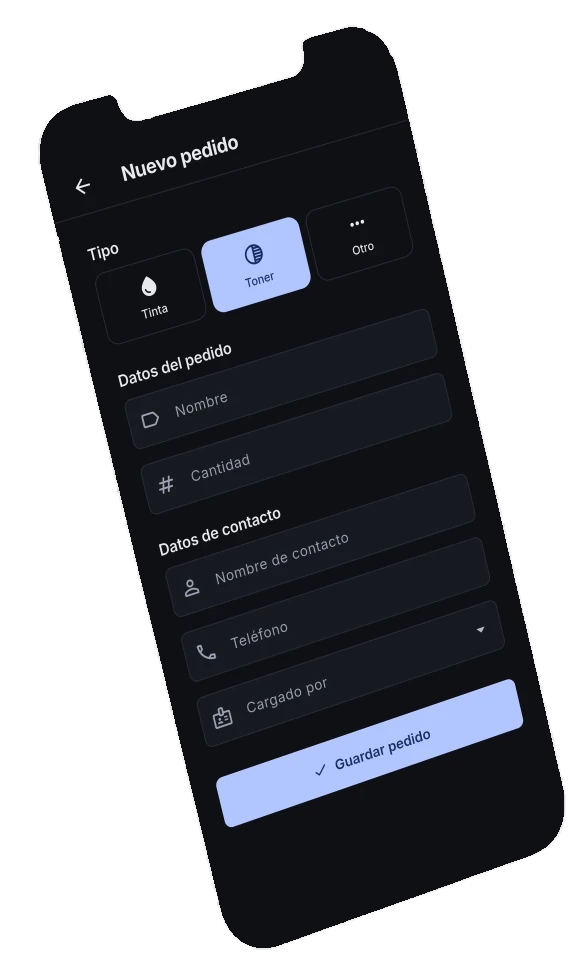 Nuevo pedido
Tipo
Tinta
Toner
Otro
Datos del pedido
Nombre
Cantidad
Datos de contacto
Nombre de contacto
Teléfono
Cargado por
Guardar pedido